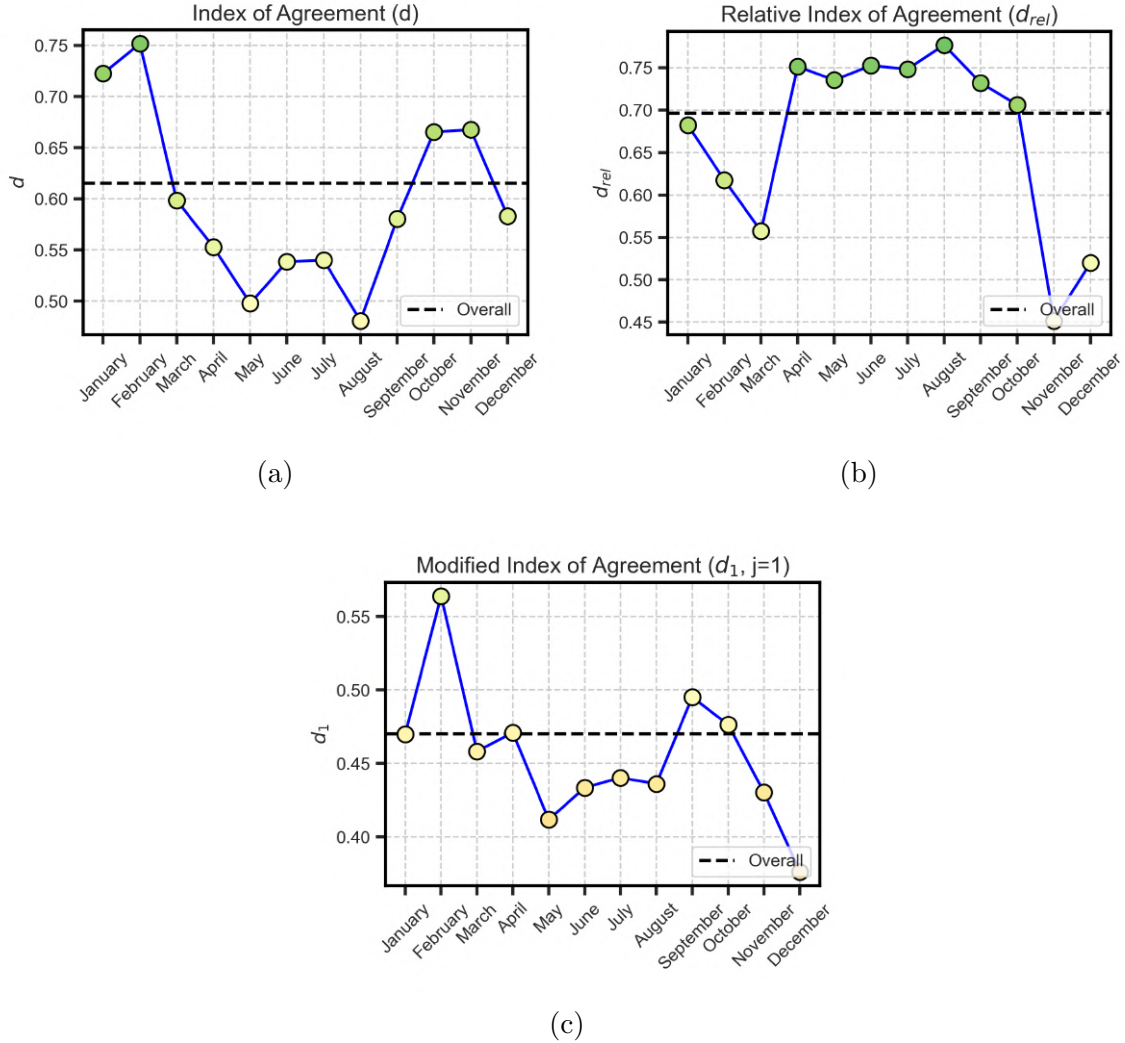 Index of Agreement (d)
0.75
0.70
0.65
0.60
0.55
0.50
d
Overall
January
February
March
April
May
June
July
August
September
October
November
December
(a)
Relative Index of Agreement (d_rel)
0.75
0.70
0.65
0.60
0.55
0.50
0.45
d_rel
Overall
January
February
March
April
May
June
July
August
September
October
November
December
(b)
Modified Index of Agreement (d₁, j=1)
0.55
0.50
0.45
0.40
d₁
Overall
January
February
March
April
May
June
July
August
September
October
November
December
(c)